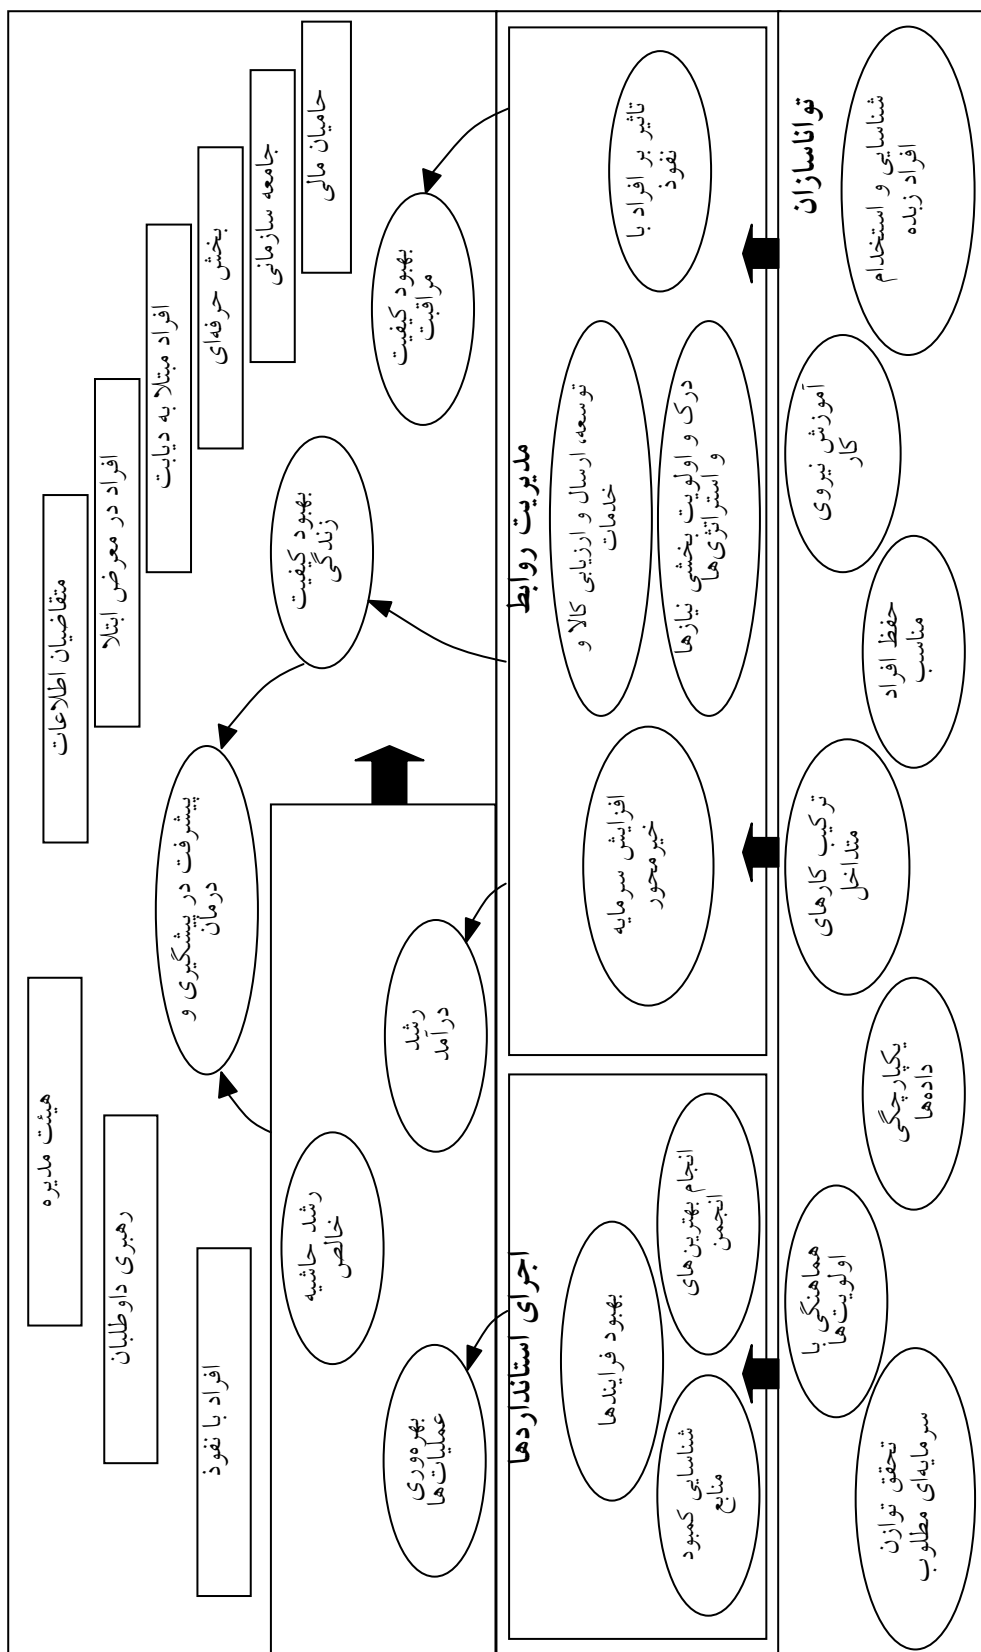 متقاضیان اطلاعات
افراد در معرض ابتلا
افراد مبتلا به دیابت
بخش حرفه‌ای
جامعه سازمانی
حامیان مالی
هیئت مدیره
رهبری داوطلبان
افراد با نفوذ
پیشرفت در پیشگیری و
درمان
بهبود کیفیت
زندگی
بهبود کیفیت
مراقبت
رشد حاشیه
خالص
رشد
درآمد
بهره‌وری
عملیات‌ها
مدیریت روابط
تاثیر بر افراد با
نفوذ
توسعه، ارسال و ارزیابی کالا و
خدمات
درک و اولویت بخشی نیازها
و استراتژی‌ها
افزایش سرمایه
خیرمحور
اجرای استانداردها
بهبود فرایندها
انجام بهترین‌های
انجمن
شناسایی کمبود
منابع
تواناسازان
شناسایی و استخدام
افراد زبده
آموزش نیروی
کار
حفظ افراد
مناسب
ترکیب کارهای
متداخل
یکپارچگی
داده‌ها
هماهنگی با
اولویت‌ها
تحقق توازن
سرمایه‌ای مطلوب